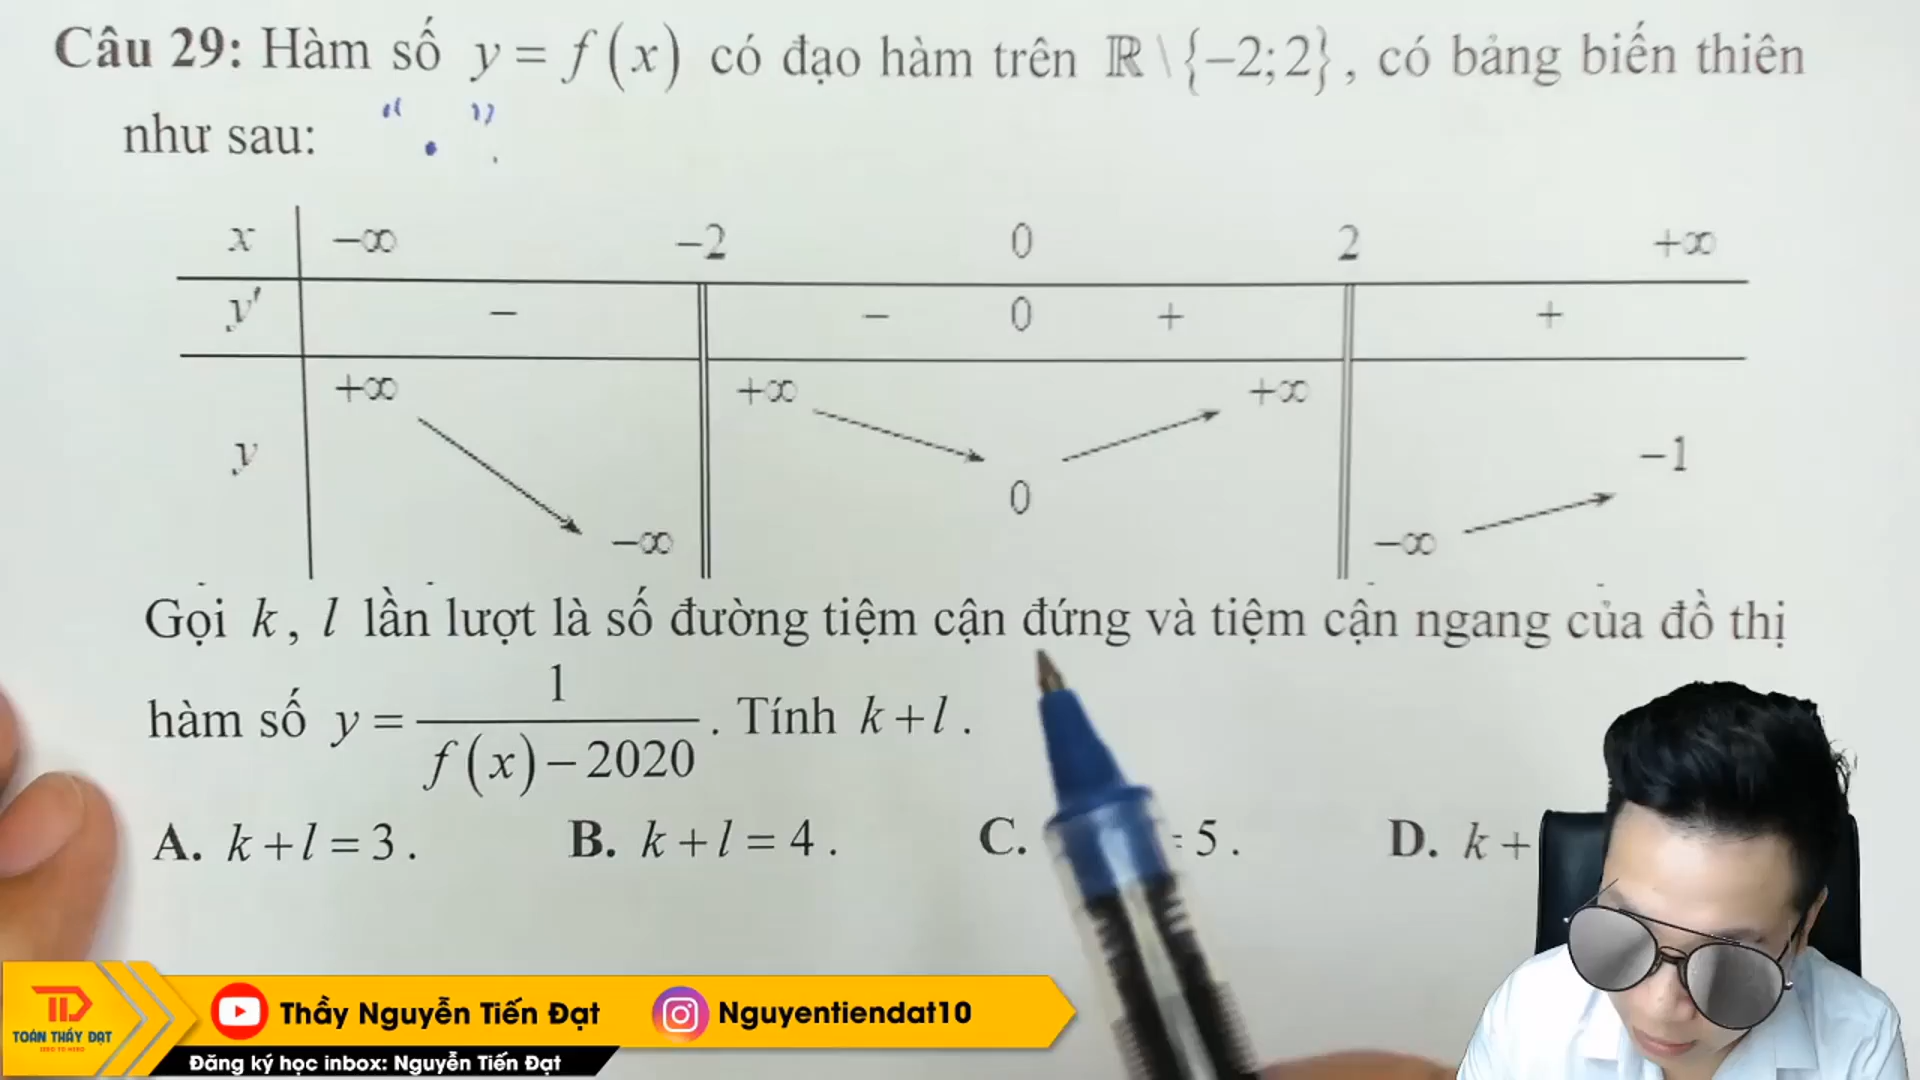 Câu 29: Hàm số y = f(x) có đạo hàm trên ℝ \ {−2; 2}, có bảng biến thiên
như sau:
x −∞ −2 0 2 +∞
y' − − 0 + +
+∞ +∞ +∞
y −1
0
−∞ −∞
Gọi k, l lần lượt là số đường tiệm cận đứng và tiệm cận ngang của đồ thị
hàm số y = 1 / (f(x) − 2020). Tính k + l.
A. k + l = 3. B. k + l = 4. C. = 5. D. k +
TD
TOÁN THẦY ĐẠT
Thầy Nguyễn Tiến Đạt Nguyentiendat10
Đăng ký học inbox: Nguyễn Tiến Đạt